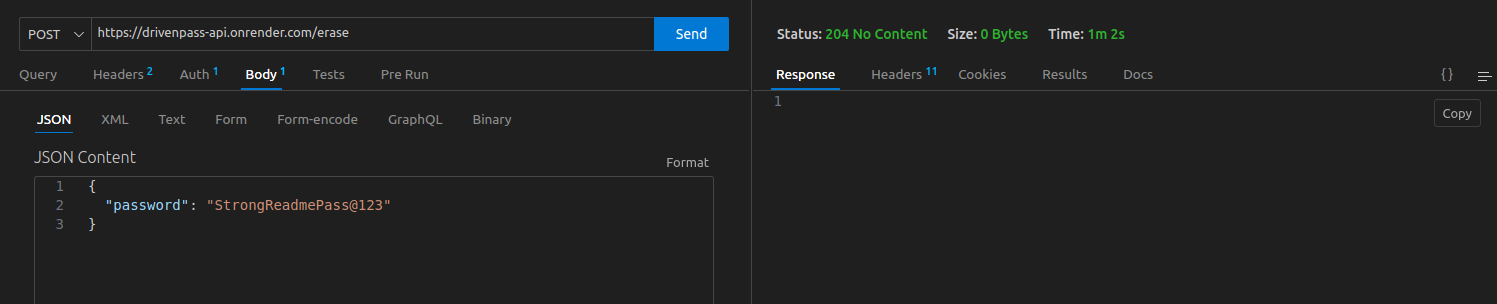 POST https://drivenpass-api.onrender.com/erase Send
Query Headers 2 Auth 1 Body 1 Tests Pre Run
JSON XML Text Form Form-encode GraphQL Binary
JSON Content Format
1 {
2 "password": "StrongReadmePass@123"
3 }
Status: 204 No Content Size: 0 Bytes Time: 1m 2s
Response Headers 11 Cookies Results Docs {}
1
Copy